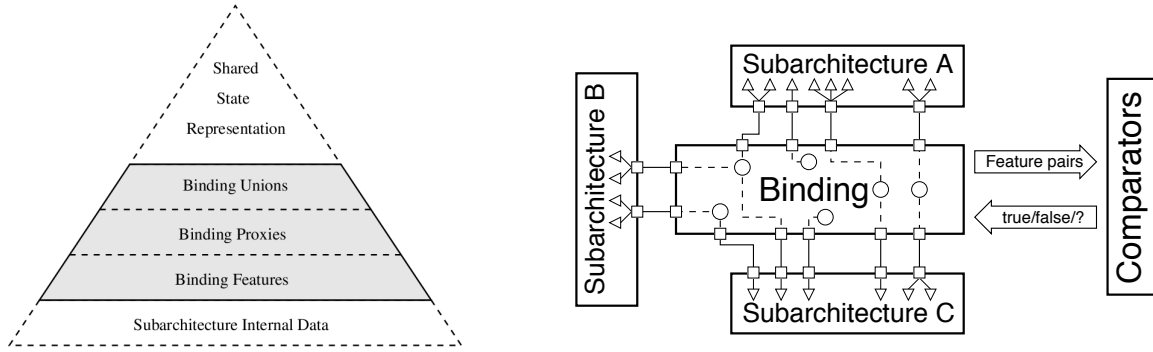 Shared
State
Representation
Binding Unions
Binding Proxies
Binding Features
Subarchitecture Internal Data
Subarchitecture A
Subarchitecture B
Binding
Subarchitecture C
Feature pairs
true/false/?
Comparators